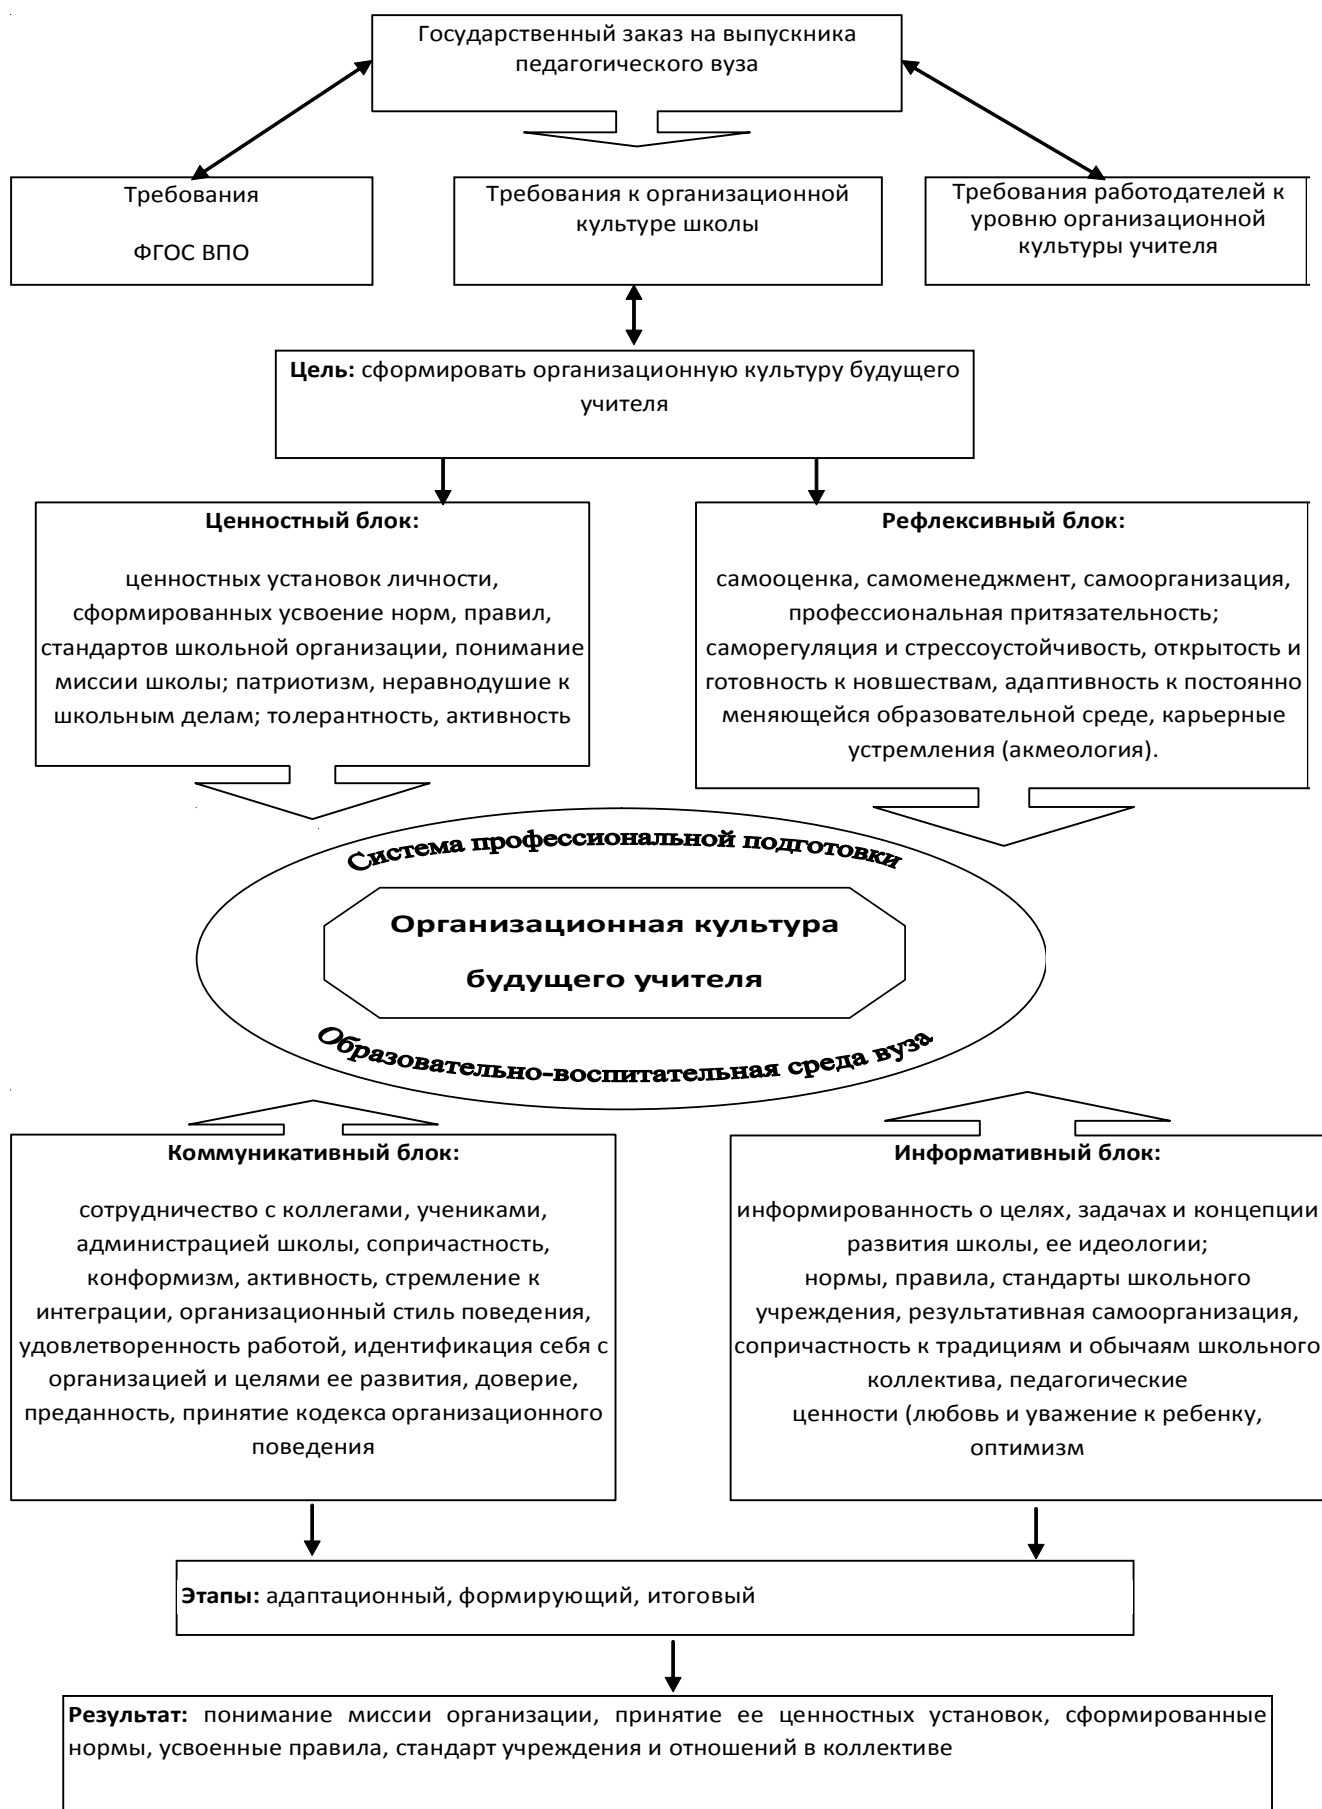 Государственный заказ на выпускника
педагогического вуза
Требования
ФГОС ВПО
Требования к организационной
культуре школы
Требования работодателей к
уровню организационной
культуры учителя
Цель: сформировать организационную культуру будущего
учителя
Ценностный блок:
ценностных установок личности,
сформированных усвоение норм, правил,
стандартов школьной организации, понимание
миссии школы; патриотизм, неравнодушие к
школьным делам; толерантность, активность
Рефлексивный блок:
самооценка, самоменеджмент, самоорганизация,
профессиональная притязательность;
саморегуляция и стрессоустойчивость, открытость и
готовность к новшествам, адаптивность к постоянно
меняющейся образовательной среде, карьерные
устремления (акмеология).
Система профессиональной подготовки
Организационная культура
будущего учителя
Образовательно-воспитательная среда вуза
Коммуникативный блок:
сотрудничество с коллегами, учениками,
администрацией школы, сопричастность,
конформизм, активность, стремление к
интеграции, организационный стиль поведения,
удовлетворенность работой, идентификация себя с
организацией и целями ее развития, доверие,
преданность, принятие кодекса организационного
поведения
Информативный блок:
информированность о целях, задачах и концепции
развития школы, ее идеологии;
нормы, правила, стандарты школьного
учреждения, результативная самоорганизация,
сопричастность к традициям и обычаям школьного
коллектива, педагогические
ценности (любовь и уважение к ребенку,
оптимизм
Этапы: адаптационный, формирующий, итоговый
Результат: понимание миссии организации, принятие ее ценностных установок, сформированные
нормы, усвоенные правила, стандарт учреждения и отношений в коллективе